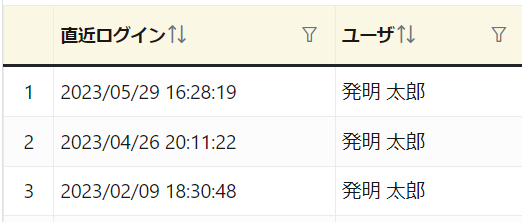 直近ログイン ユーザ
1 2023/05/29 16:28:19 発明 太郎
2 2023/04/26 20:11:22 発明 太郎
3 2023/02/09 18:30:48 発明 太郎